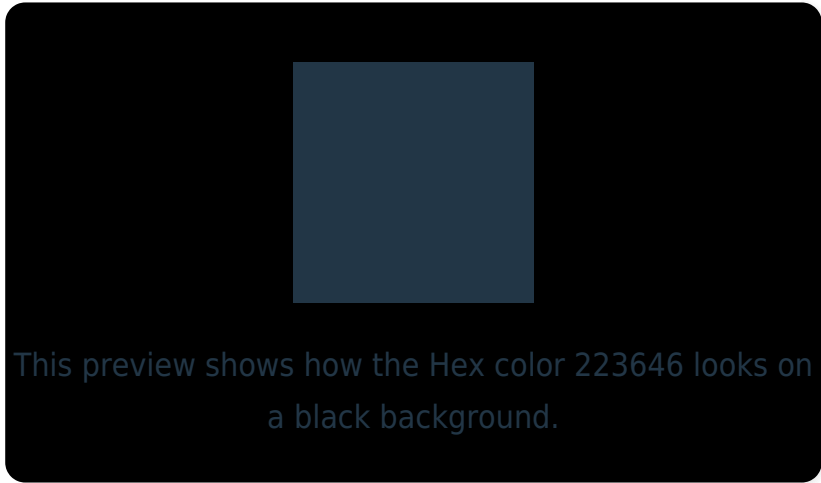 This preview shows how the Hex color 223646 looks on
a black background.